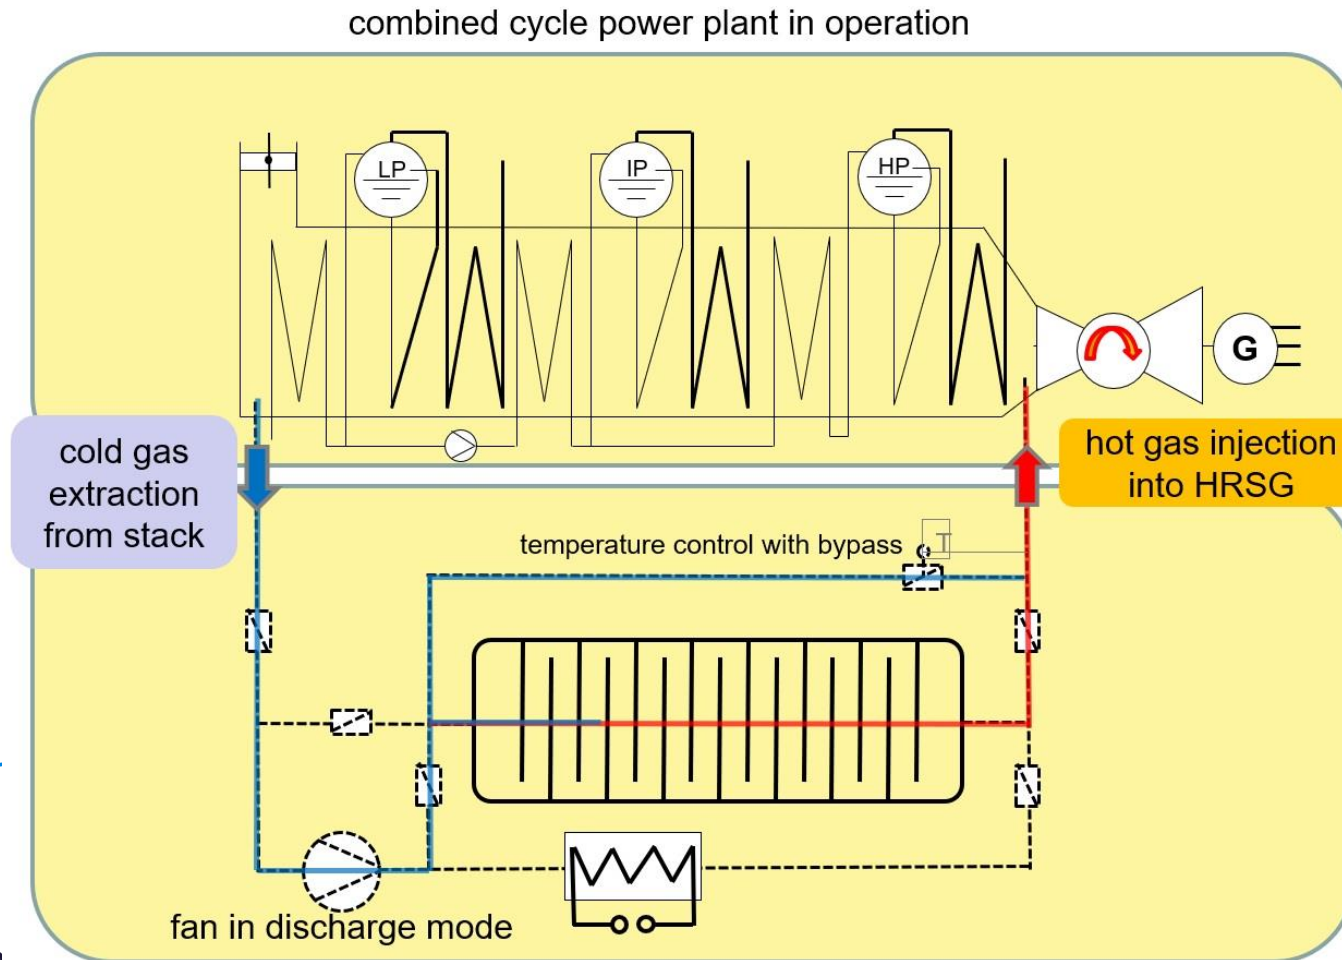 combined cycle power plant in operation
LP
IP
HP
G
cold gas
extraction
from stack
hot gas injection
into HRSG
temperature control with bypass
T
fan in discharge mode